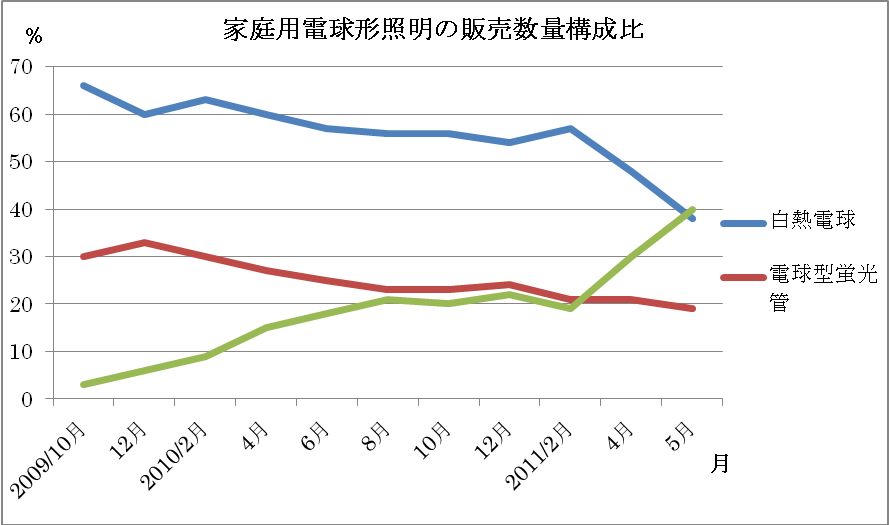 家庭用電球形照明の販売数量構成比
%
70
60
50
40
30
20
10
0
2009/10月
12月
2010/2月
4月
6月
8月
10月
12月
2011/2月
4月
5月
月
白熱電球
電球型蛍光
管